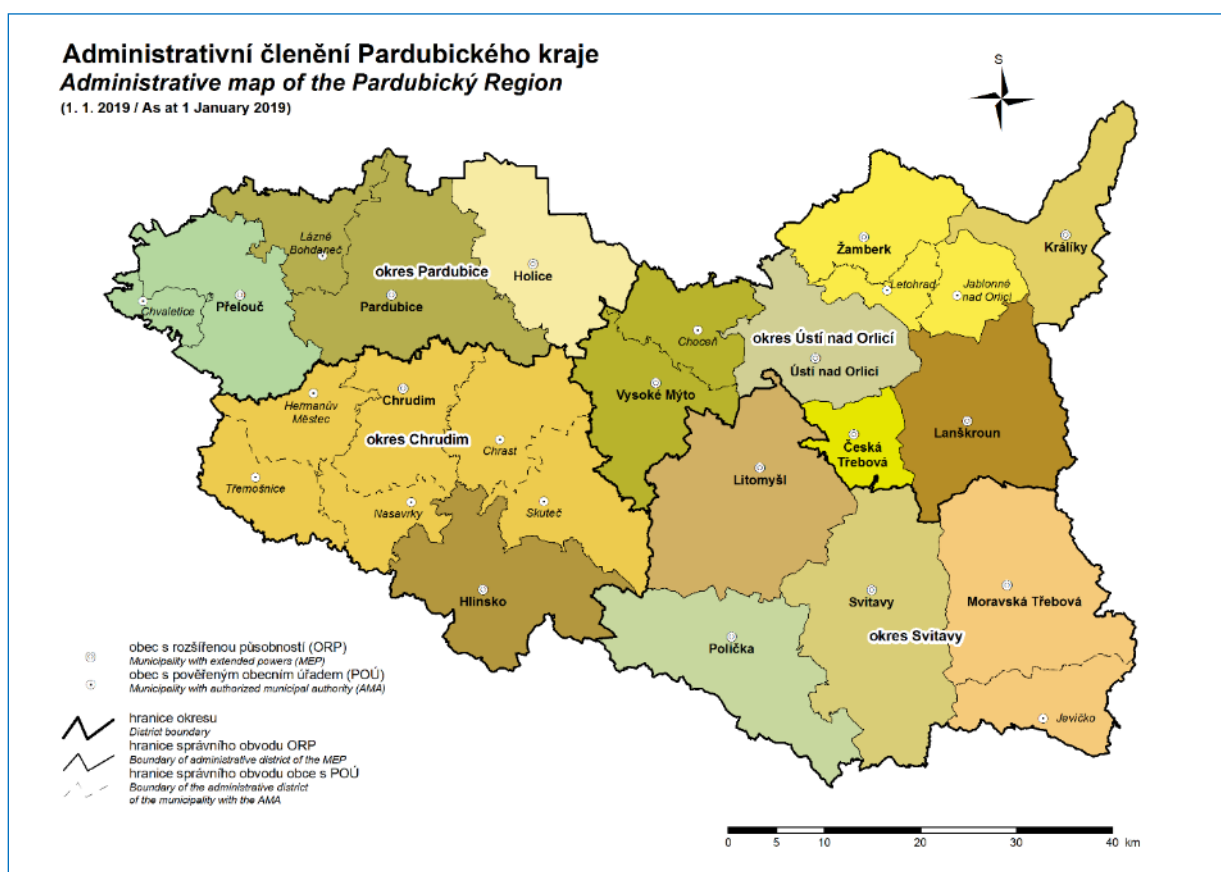 Administrativní členění Pardubického kraje
Administrative map of the Pardubický Region
(1. 1. 2019 / As at 1 January 2019)
S
Žamberk
Králíky
Lázně
Bohdaneč
okres Pardubice
Holice
Letohrad
Jablonné
nad Orlicí
Chvaletice
Přelouč
Pardubice
Choceň
okres Ústí nad Orlicí
Ústí nad Orlicí
Heřmanův
Městec
Chrudim
Vysoké Mýto
okres Chrudim
Chrast
Česká
Třebová
Lanškroun
Třemošnice
Litomyšl
Nasavrky
Skuteč
Hlinsko
Svitavy
Moravská Třebová
okres Svitavy
Polička
Jevíčko
obec s rozšířenou působností (ORP)
Municipality with extended powers (MEP)
obec s pověřeným obecním úřadem (POÚ)
Municipality with authorized municipal authority (AMA)
hranice okresu
District boundary
hranice správního obvodu ORP
Boundary of administrative district of the MEP
hranice správního obvodu obce s POÚ
Boundary of the administrative district
of the municipality with the AMA
0 10 20 30 40 km